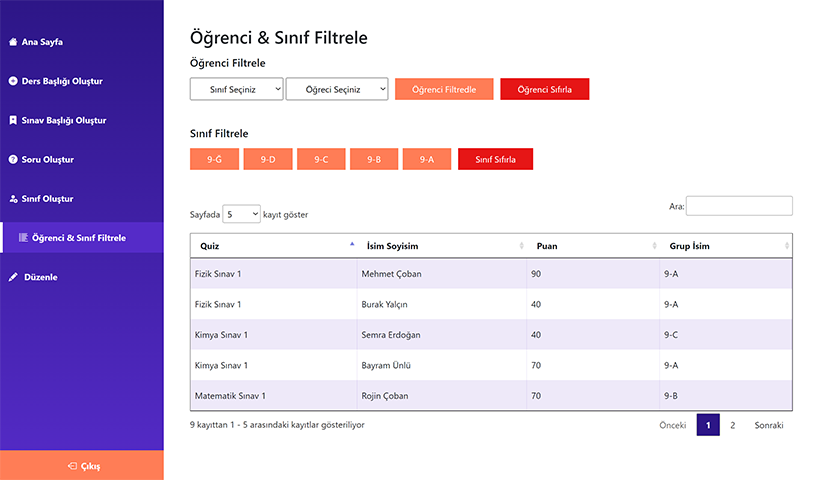 Ana Sayfa
Ders Başlığı Oluştur
Sınav Başlığı Oluştur
Soru Oluştur
Sınıf Oluştur
Öğrenci & Sınıf Filtrele
Düzenle
Çıkış
Öğrenci & Sınıf Filtrele
Öğrenci Filtrele
Sınıf Seçiniz Öğreci Seçiniz Öğrenci Filtredle Öğrenci Sıfırla
Sınıf Filtrele
9-G 9-D 9-C 9-B 9-A Sınıf Sıfırla
Sayfada 5 kayıt göster Ara:
Quiz İsim Soyisim Puan Grup İsim
Fizik Sınav 1 Mehmet Çoban 90 9-A
Fizik Sınav 1 Burak Yalçın 40 9-A
Kimya Sınav 1 Semra Erdoğan 40 9-C
Kimya Sınav 1 Bayram Ünlü 70 9-A
Matematik Sınav 1 Rojin Çoban 70 9-B
9 kayıttan 1 - 5 arasındaki kayıtlar gösteriliyor Önceki 1 2 Sonraki